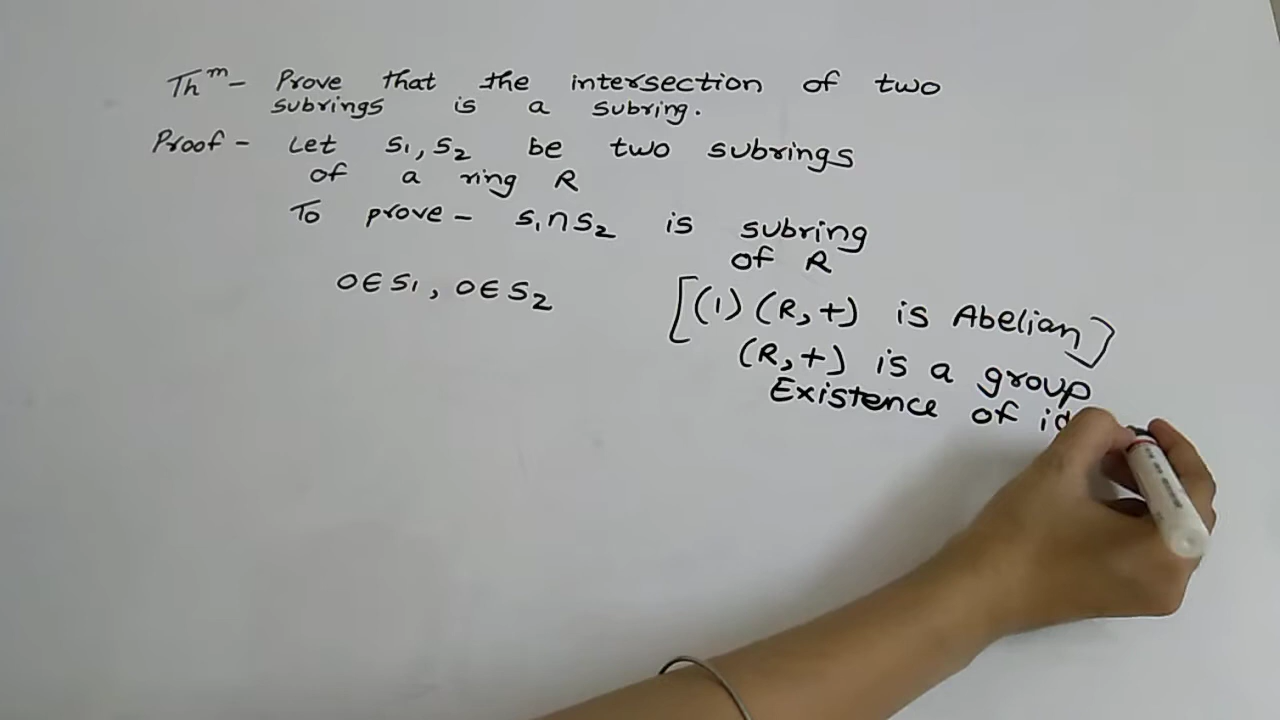 Thᵐ- Prove that the intersection of two
subrings is a subring.
Proof - Let S₁, S₂ be two subrings
of a ring R
To prove - S₁∩S₂ is subring
of R
0∈S₁, 0∈S₂
[(1) (R,+) is Abelian]
(R,+) is a group
Existence of